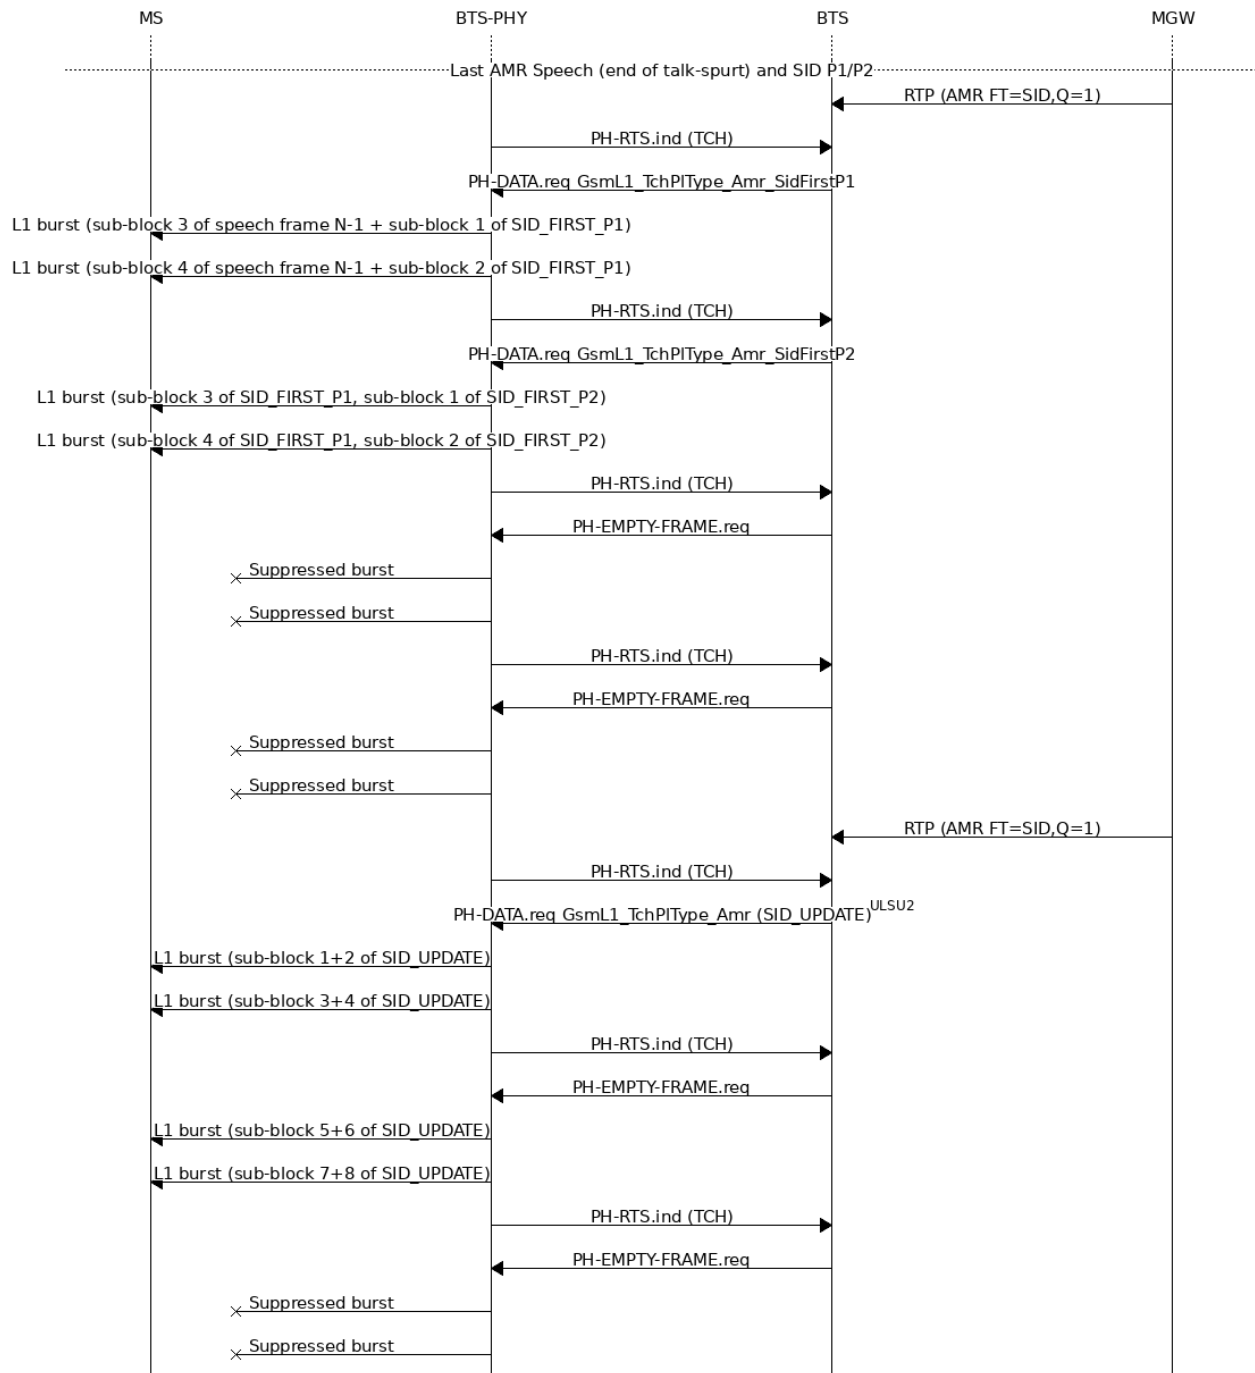 MS BTS-PHY BTS MGW
Last AMR Speech (end of talk-spurt) and SID P1/P2
RTP (AMR FT=SID,Q=1)
PH-RTS.ind (TCH)
PH-DATA.req GsmL1_TchPlType_Amr_SidFirstP1
L1 burst (sub-block 3 of speech frame N-1 + sub-block 1 of SID_FIRST_P1)
L1 burst (sub-block 4 of speech frame N-1 + sub-block 2 of SID_FIRST_P1)
PH-RTS.ind (TCH)
PH-DATA.req GsmL1_TchPlType_Amr_SidFirstP2
L1 burst (sub-block 3 of SID_FIRST_P1, sub-block 1 of SID_FIRST_P2)
L1 burst (sub-block 4 of SID_FIRST_P1, sub-block 2 of SID_FIRST_P2)
PH-RTS.ind (TCH)
PH-EMPTY-FRAME.req
Suppressed burst
Suppressed burst
PH-RTS.ind (TCH)
PH-EMPTY-FRAME.req
Suppressed burst
Suppressed burst
RTP (AMR FT=SID,Q=1)
PH-RTS.ind (TCH)
PH-DATA.req GsmL1_TchPlType_Amr (SID_UPDATE) ULSU2
L1 burst (sub-block 1+2 of SID_UPDATE)
L1 burst (sub-block 3+4 of SID_UPDATE)
PH-RTS.ind (TCH)
PH-EMPTY-FRAME.req
L1 burst (sub-block 5+6 of SID_UPDATE)
L1 burst (sub-block 7+8 of SID_UPDATE)
PH-RTS.ind (TCH)
PH-EMPTY-FRAME.req
Suppressed burst
Suppressed burst